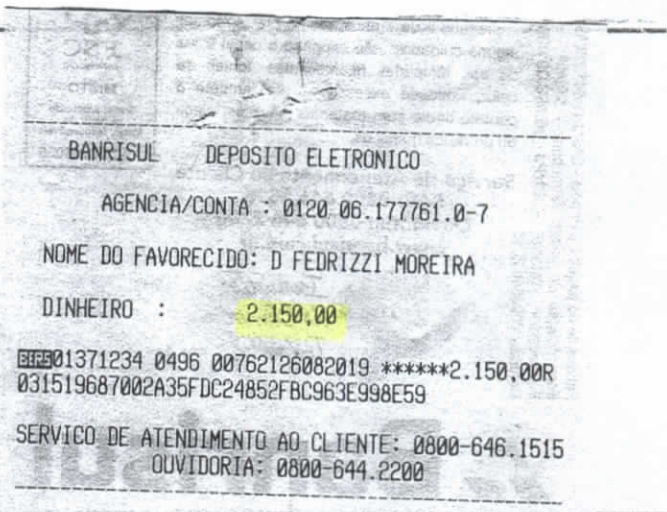 BANRISUL DEPOSITO ELETRONICO
AGENCIA/CONTA : 0120 06.177761.0-7
NOME DO FAVORECIDO: D FEDRIZZI MOREIRA
DINHEIRO : 2.150,00
BERS01371234 0496 00762126082019 ******2.150,00R
031519687002A35FDC24852FBC963E998E59
SERVICO DE ATENDIMENTO AO CLIENTE: 0800-646.1515
OUVIDORIA: 0800-644.2200